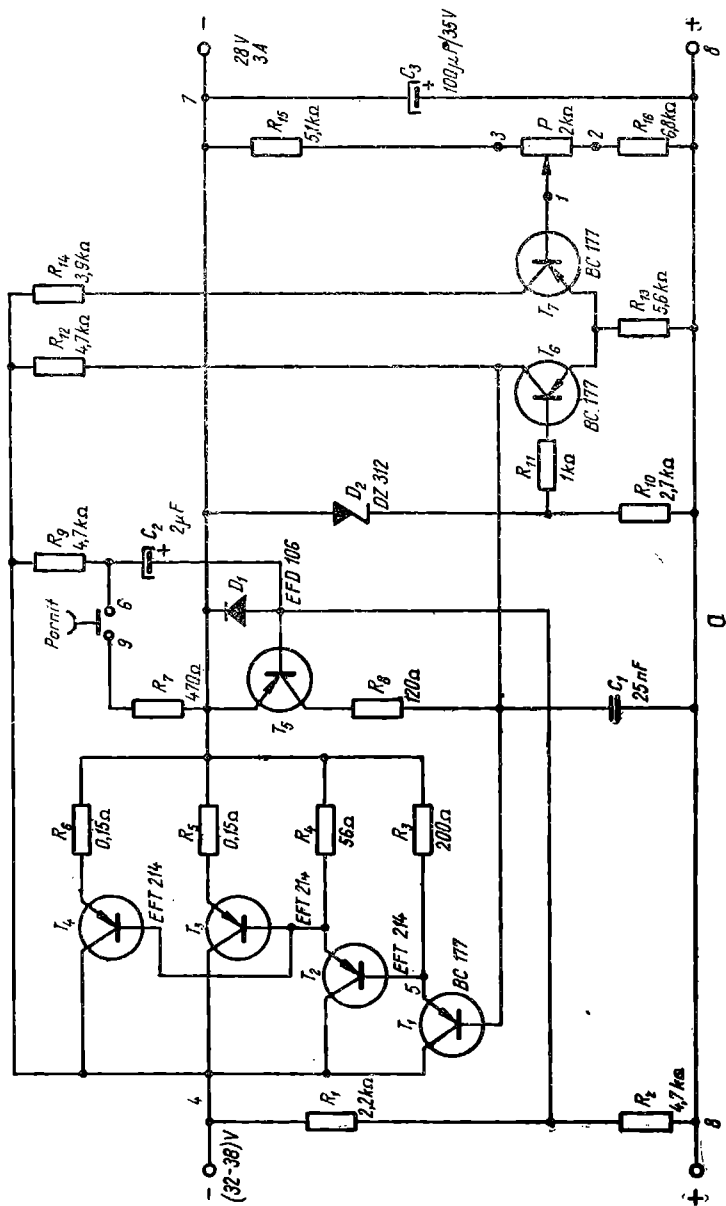 -
(32-38)V
4
R₁
2,2kΩ
R₂
4,7kΩ
8
+
T₄
EFT 214
R₆
0,15Ω
T₃
EFT 214
R₅
0,15Ω
T₂
EFT 214
R₄
56Ω
T₁
5
BC 177
R₃
200Ω
Pornit
9
6
R₇
470Ω
T₅
R₈
120Ω
C₁
25nF
R₉
4,7kΩ
C₂
+
2μF
D₁
EFD 106
D₂
DZ 312
R₁₀
2,7kΩ
R₁₁
1kΩ
R₁₂
4,7kΩ
T₆
BC 177
R₁₃
5,6kΩ
R₁₄
3,9kΩ
T₇
BC 177
1
R₁₅
5,1kΩ
3
P
2kΩ
2
R₁₆
6,8kΩ
7
C₃
+
100μF/35V
-
28V
3A
+
8
a